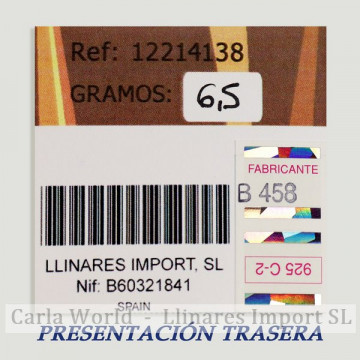 Ref: 12214138
GRAMOS: 6,5
FABRICANTE
B 458
925 C-2
LLINARES IMPORT, SL
Nif: B60321841
SPAIN
Carla World - Llinares Import SL
PRESENTACIÓN TRASERA